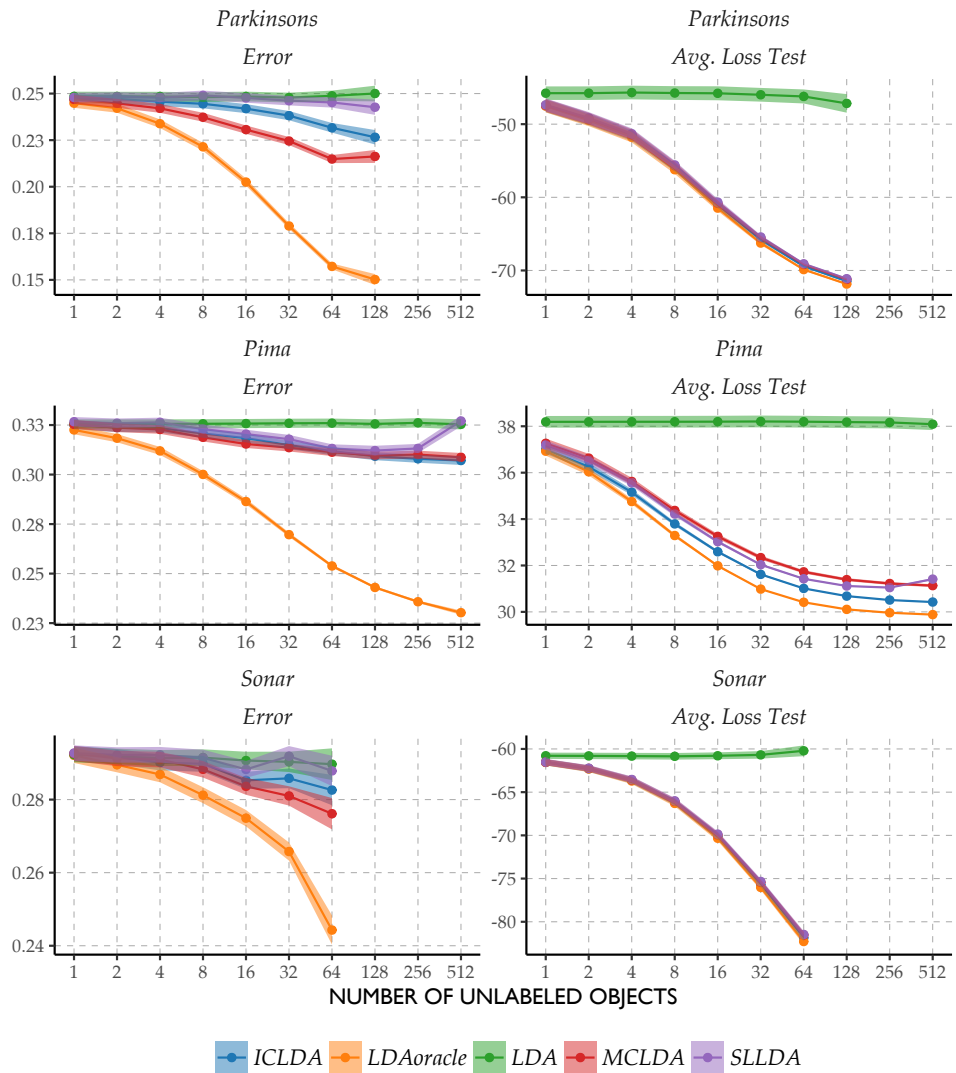 Parkinsons Parkinsons
Error Avg. Loss Test
0.25
0.23
0.20
0.18
0.15
1 2 4 8 16 32 64 128 256 512
-50
-60
-70
1 2 4 8 16 32 64 128 256 512
Pima Pima
Error Avg. Loss Test
0.33
0.30
0.28
0.25
0.23
1 2 4 8 16 32 64 128 256 512
38
36
34
32
30
1 2 4 8 16 32 64 128 256 512
Sonar Sonar
Error Avg. Loss Test
0.28
0.26
0.24
1 2 4 8 16 32 64 128 256 512
-60
-65
-70
-75
-80
1 2 4 8 16 32 64 128 256 512
NUMBER OF UNLABELED OBJECTS
ICLDA LDAoracle LDA MCLDA SLLDA